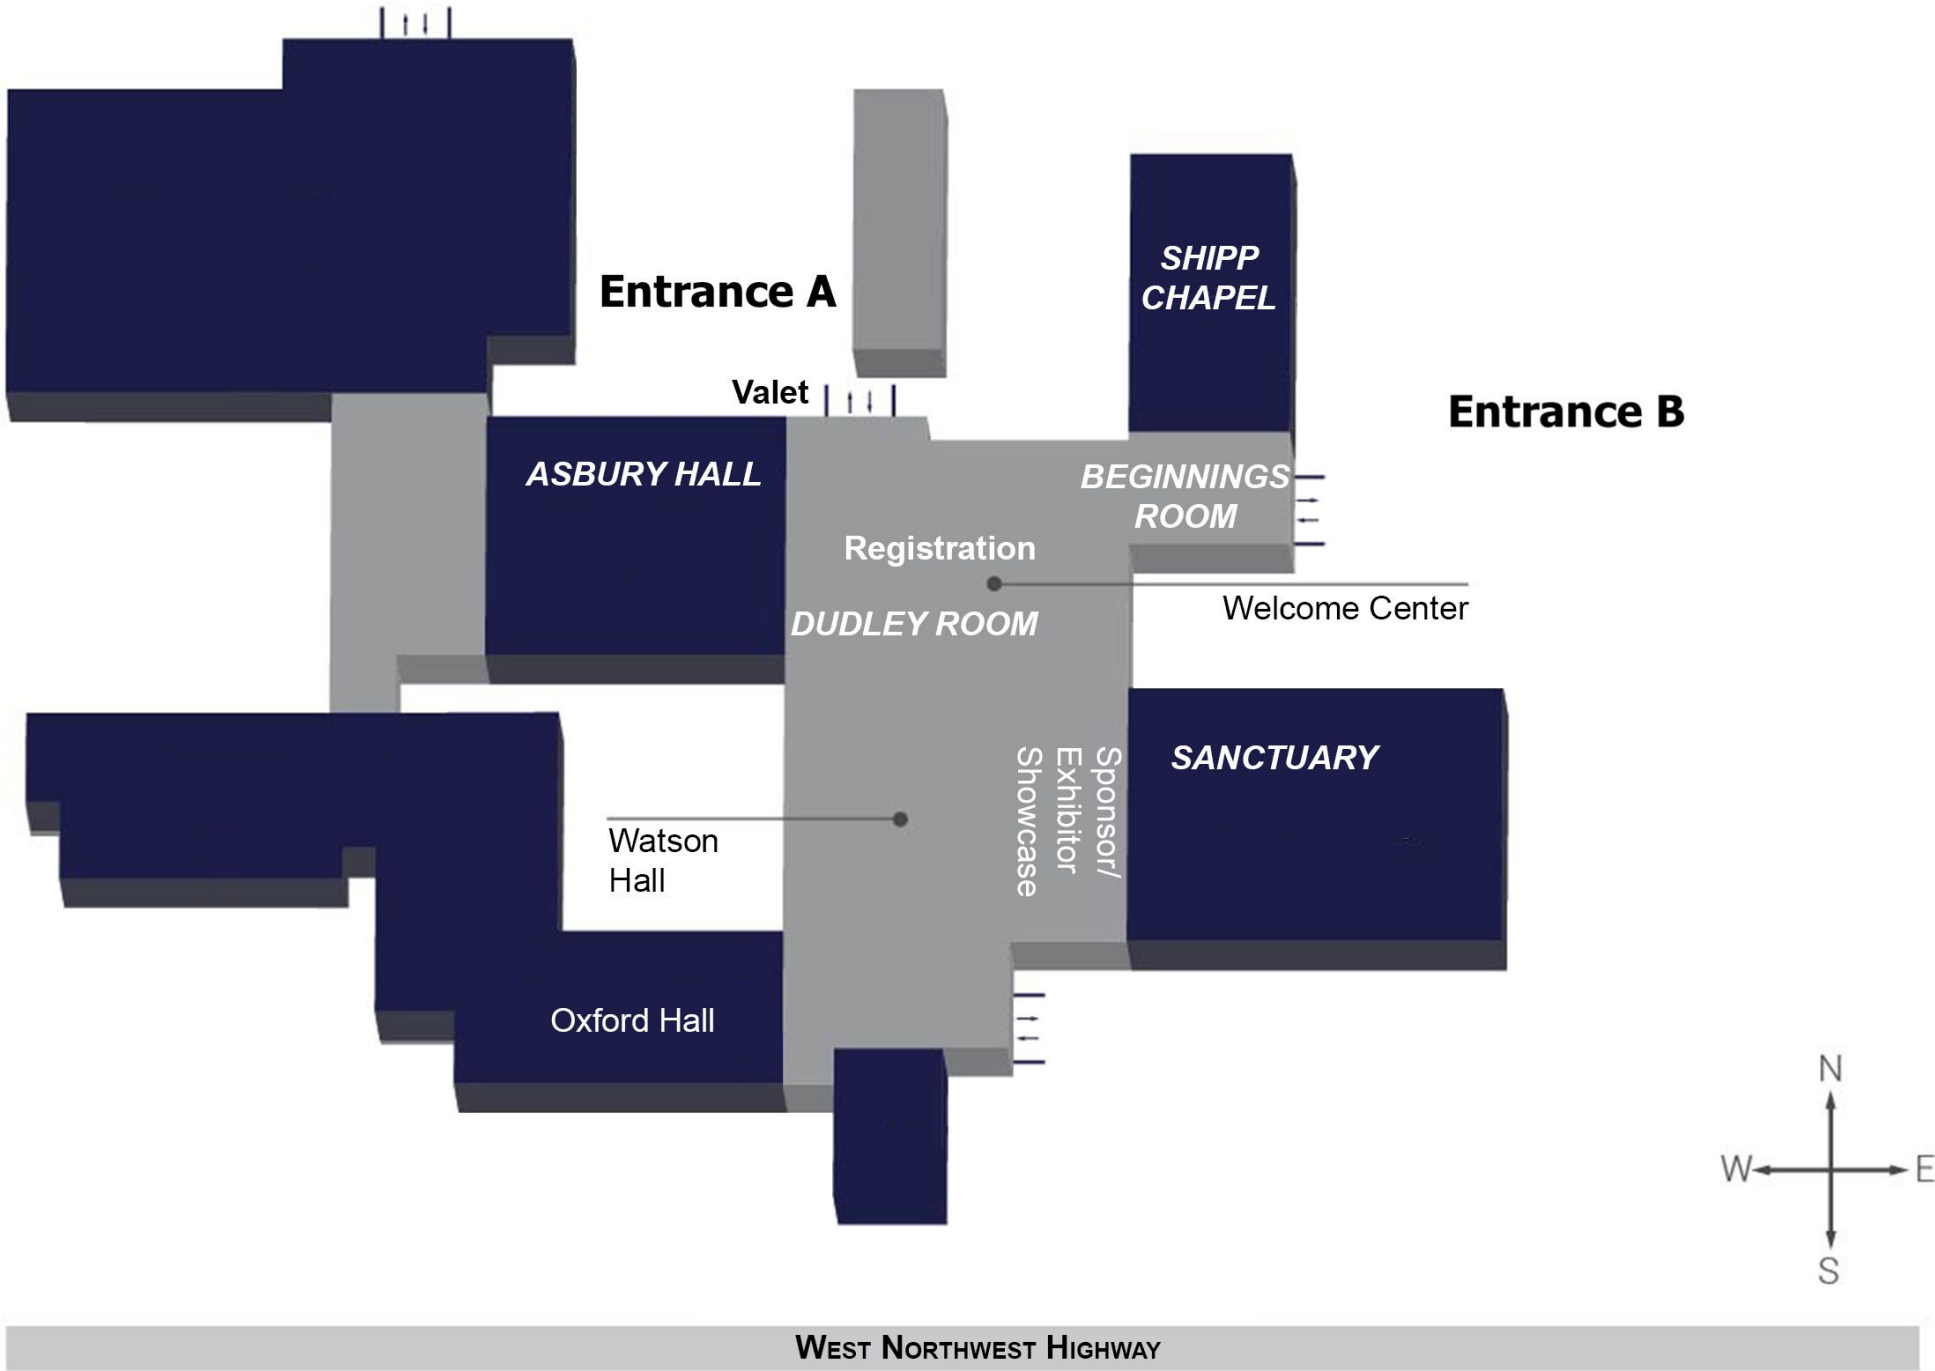 Entrance A
SHIPP
CHAPEL
Valet
Entrance B
ASBURY HALL
BEGINNINGS
ROOM
Registration
Welcome Center
DUDLEY ROOM
Sponsor/
Exhibitor
Showcase
SANCTUARY
Watson
Hall
Oxford Hall
N
W E
S
WEST NORTHWEST HIGHWAY